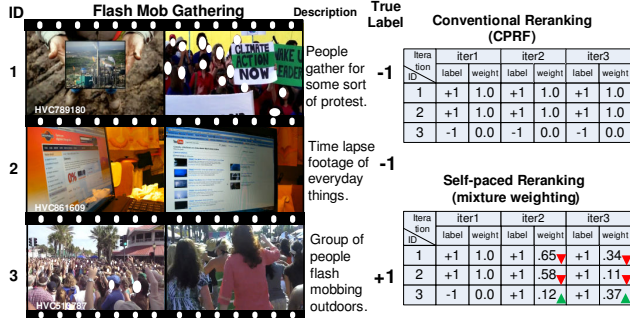 ID Flash Mob Gathering Description True Label
1
CLIMATE
ACTION
NOW
WAKE U
LEADER
HVC789180
People
gather for
some sort
of protest.
-1
2
HVC861609
0%
Time lapse
footage of
everyday
things.
-1
3
Group of
people
flash
mobbing
outdoors.
+1
Conventional Reranking
(CPRF)
Itera tion ID iter1 iter2 iter3
label weight label weight label weight
1 +1 1.0 +1 1.0 +1 1.0
2 +1 1.0 +1 1.0 +1 1.0
3 -1 0.0 -1 0.0 -1 0.0
Self-paced Reranking
(mixture weighting)
Itera tion ID iter1 iter2 iter3
label weight label weight label weight
1 +1 1.0 +1 .65 +1 .34
2 +1 1.0 +1 .58 +1 .11
3 -1 0.0 +1 .12 +1 .37